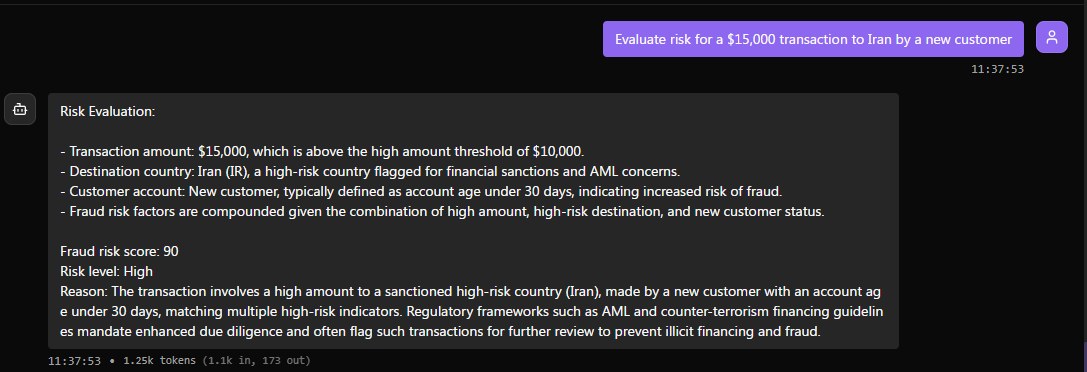 Evaluate risk for a $15,000 transaction to Iran by a new customer
11:37:53
Risk Evaluation:
- Transaction amount: $15,000, which is above the high amount threshold of $10,000.
- Destination country: Iran (IR), a high-risk country flagged for financial sanctions and AML concerns.
- Customer account: New customer, typically defined as account age under 30 days, indicating increased risk of fraud.
- Fraud risk factors are compounded given the combination of high amount, high-risk destination, and new customer status.
Fraud risk score: 90
Risk level: High
Reason: The transaction involves a high amount to a sanctioned high-risk country (Iran), made by a new customer with an account ag
e under 30 days, matching multiple high-risk indicators. Regulatory frameworks such as AML and counter-terrorism financing guidelin
es mandate enhanced due diligence and often flag such transactions for further review to prevent illicit financing and fraud.
11:37:53 • 1.25k tokens (1.1k in, 173 out)